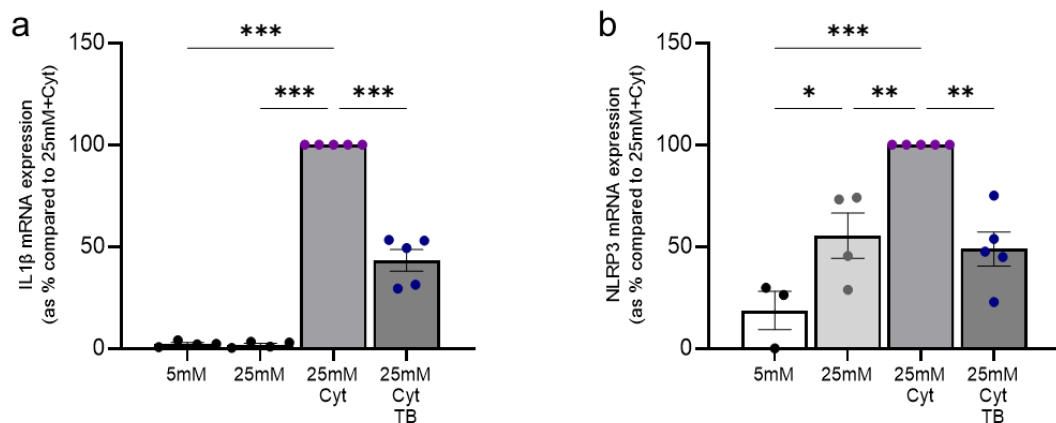 a
IL1β mRNA expression
(as % compared to 25mM+Cyt)
150
100
50
0
***
*** ***
5mM 25mM 25mM 25mM
Cyt Cyt
TB
b
NLRP3 mRNA expression
(as % compared to 25mM+Cyt)
150
100
50
0
***
* ** **
5mM 25mM 25mM 25mM
Cyt Cyt
TB